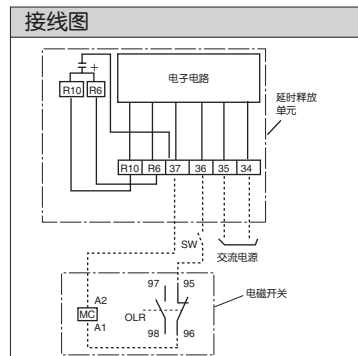 接线图
+
电子电路
R10 R6
延时释放
单元
R10 R6 37 36 35 34
SW
交流电源
97 95
电磁开关
A2
MC
OLR
A1
98 96